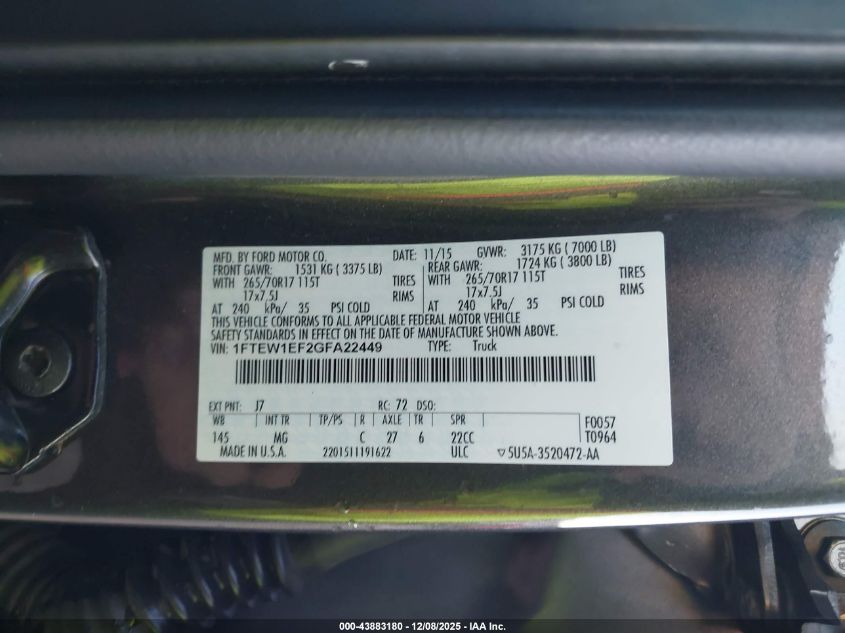 MFD. BY FORD MOTOR CO. DATE: 11/15 GVWR: 3175 KG ( 7000 LB)
FRONT GAWR: 1531 KG ( 3375 LB) REAR GAWR: 1724 KG ( 3800 LB)
WITH 265/70R17 115T TIRES WITH 265/70R17 115T TIRES
17x7.5J RIMS 17x7.5J RIMS
AT 240 kPa/ 35 PSI COLD AT 240 kPa/ 35 PSI COLD
THIS VEHICLE CONFORMS TO ALL APPLICABLE FEDERAL MOTOR VEHICLE
SAFETY STANDARDS IN EFFECT ON THE DATE OF MANUFACTURE SHOWN ABOVE.
VIN: 1FTEW1EF2GFA22449 TYPE: Truck
EXT PNT: J7 RC: 72 DSO:
WB INT TR TP/PS R AXLE TR SPR F0057
145 MG C 27 6 22CC T0964
MADE IN U.S.A. 2201511191622 ULC ▽5U5A-3520472-AA
000-43883180 - 12/08/2025 - IAA Inc.